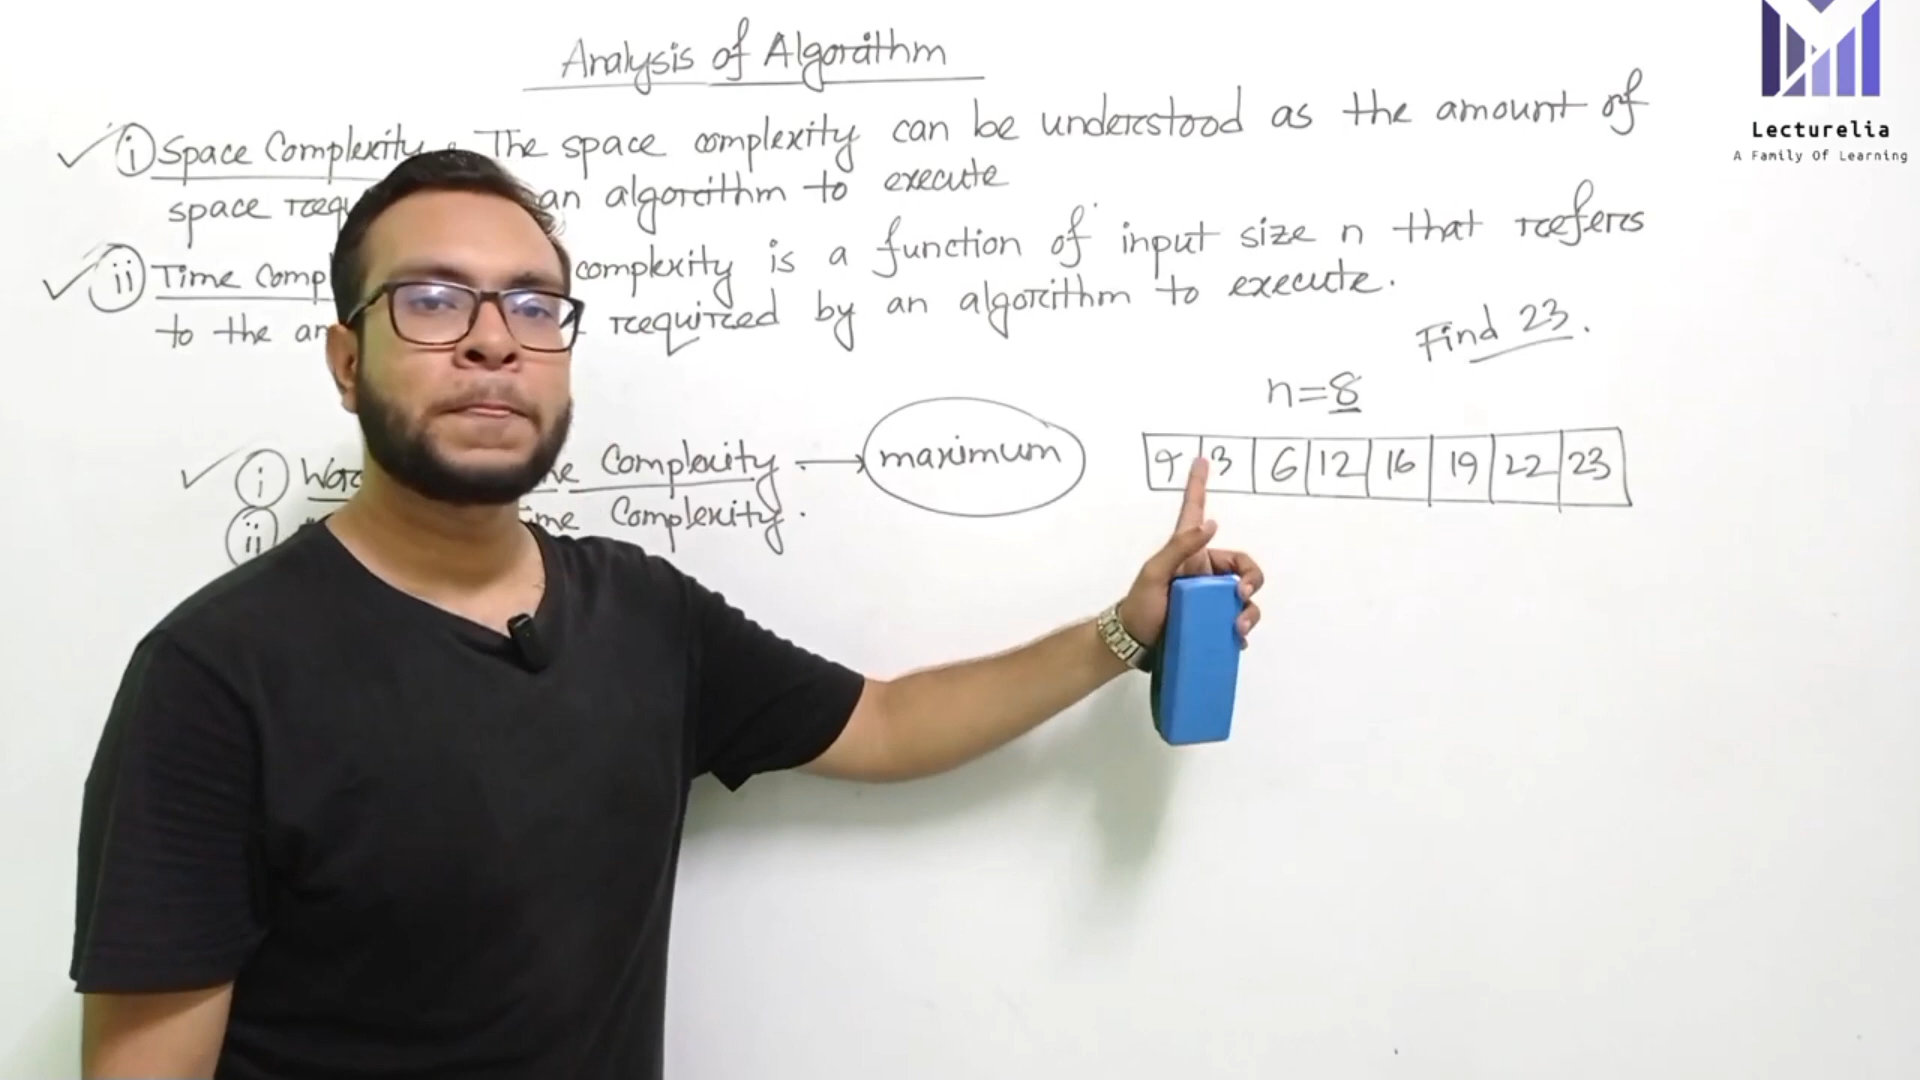 Analysis of Algorithm
i) Space Complexity : The space complexity can be understood as the amount of
space an algorithm to execute
ii) Time complexity is a function of input size n that refers
to the required by an algorithm to execute.
Find 23.
n=8
i Complexity → maximum
3 6 12 16 19 22 23
ii Time Complexity.
Lecturelia
A Family Of Learning